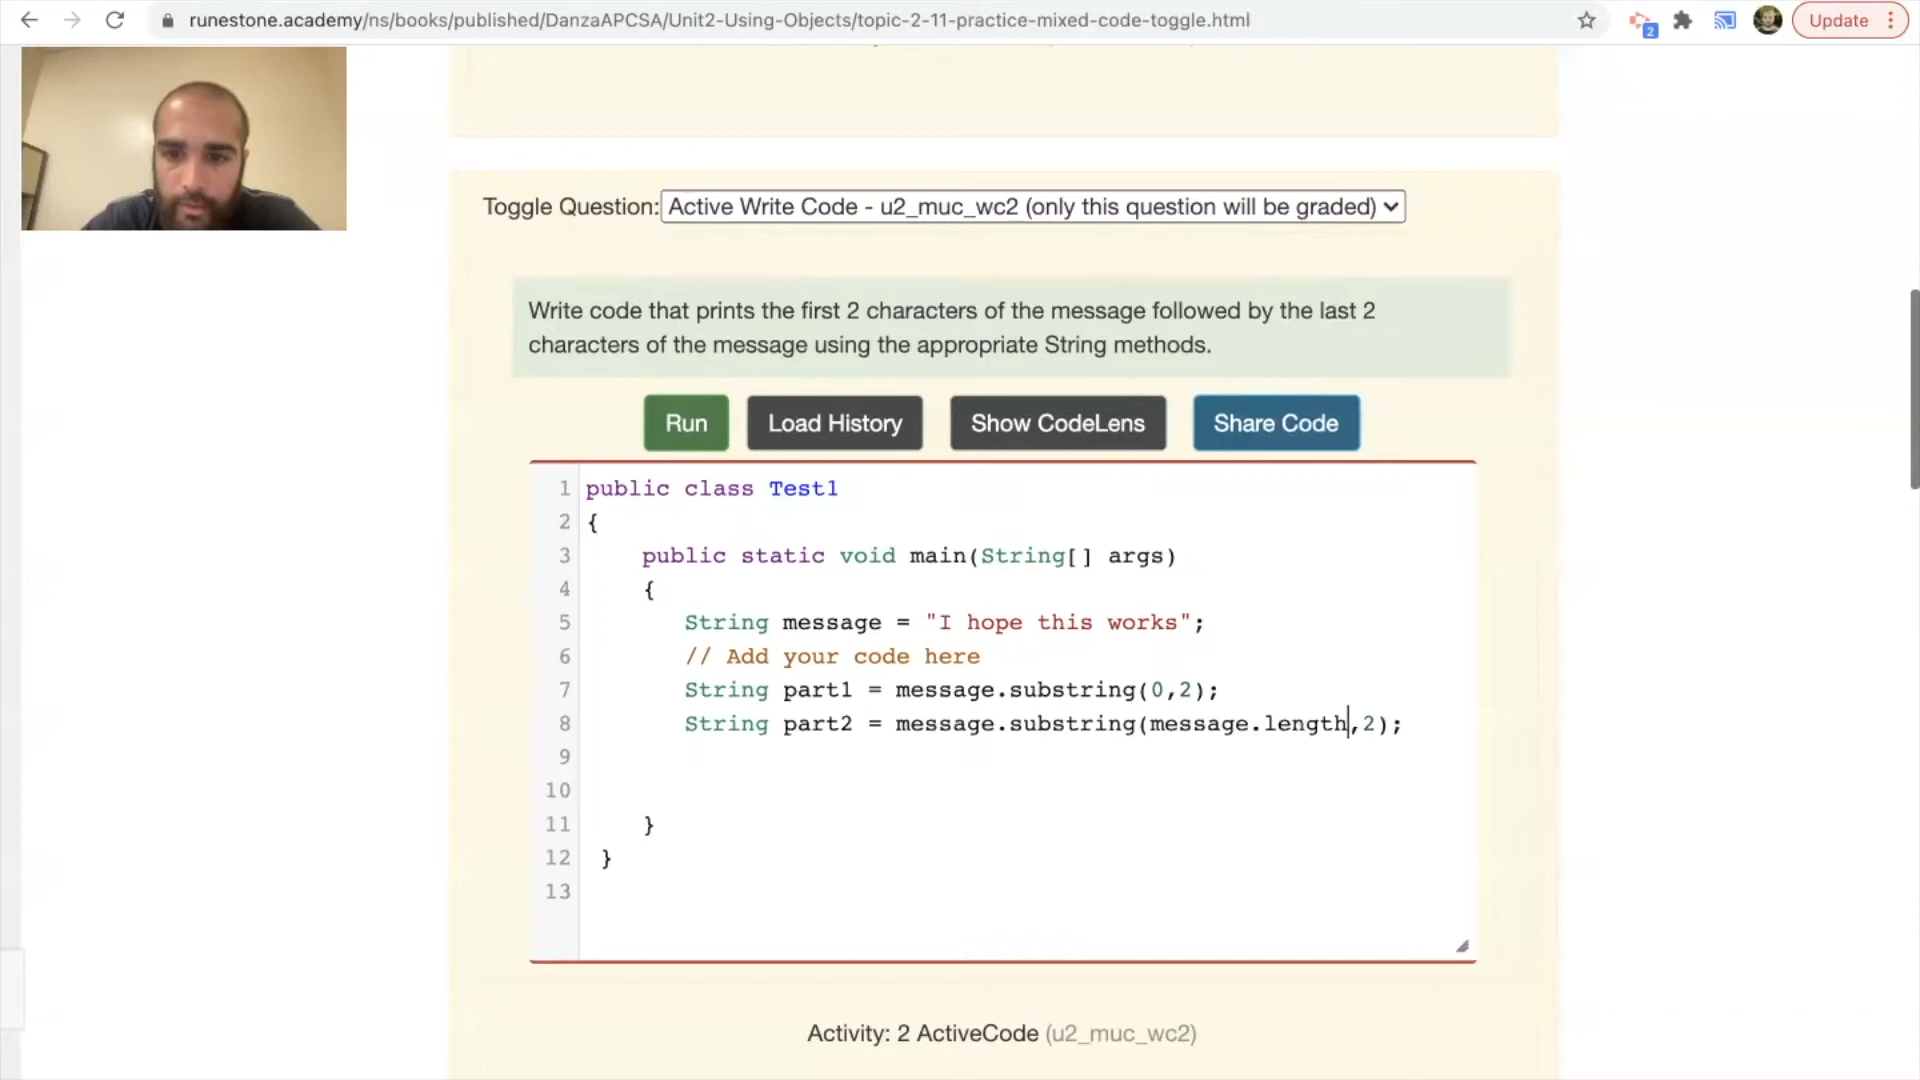 runestone.academy/ns/books/published/DanzaAPCSA/Unit2-Using-Objects/topic-2-11-practice-mixed-code-toggle.html
2
Update
Toggle Question: Active Write Code - u2_muc_wc2 (only this question will be graded)
Write code that prints the first 2 characters of the message followed by the last 2
characters of the message using the appropriate String methods.
Run Load History Show CodeLens Share Code
1 public class Test1
2 {
3 public static void main(String[] args)
4 {
5 String message = "I hope this works";
6 // Add your code here
7 String part1 = message.substring(0,2);
8 String part2 = message.substring(message.length,2);
9
10
11 }
12 }
13
Activity: 2 ActiveCode (u2_muc_wc2)